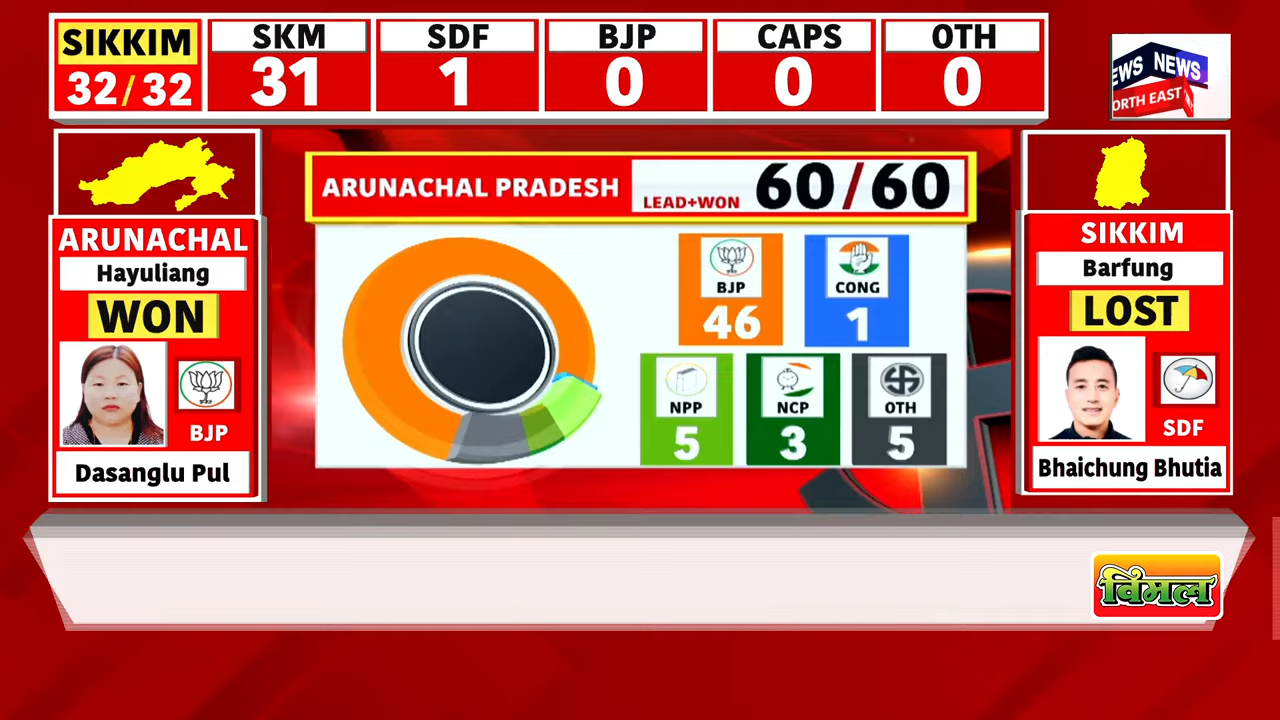 SIKKIM
32/32
SKM
31
SDF
1
BJP
0
CAPS
0
OTH
0
EWS NEWS
ORTH EAST
ARUNACHAL
Hayuliang
WON
BJP
Dasanglu Pul
ARUNACHAL PRADESH
LEAD+WON
60/60
BJP
46
CONG
1
NPP
5
NCP
3
OTH
5
SIKKIM
Barfung
LOST
SDF
Bhaichung Bhutia
विमल